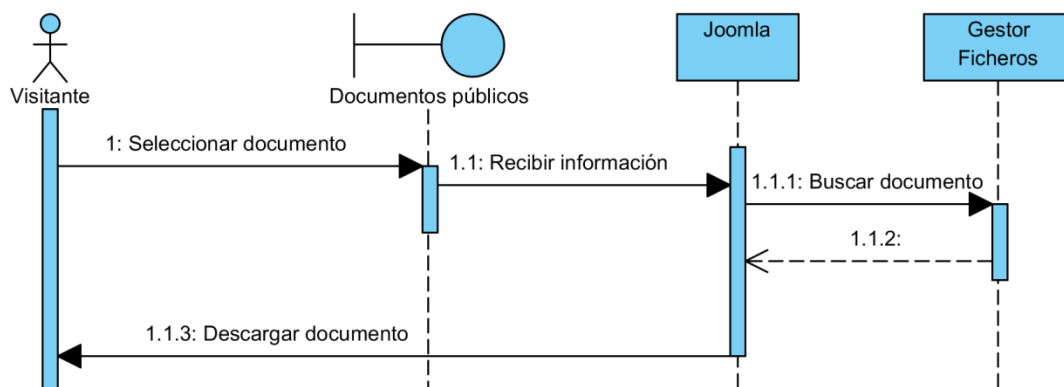 Joomla
Gestor
Ficheros
Visitante
Documentos públicos
1: Seleccionar documento
1.1: Recibir información
1.1.1: Buscar documento
1.1.2:
1.1.3: Descargar documento